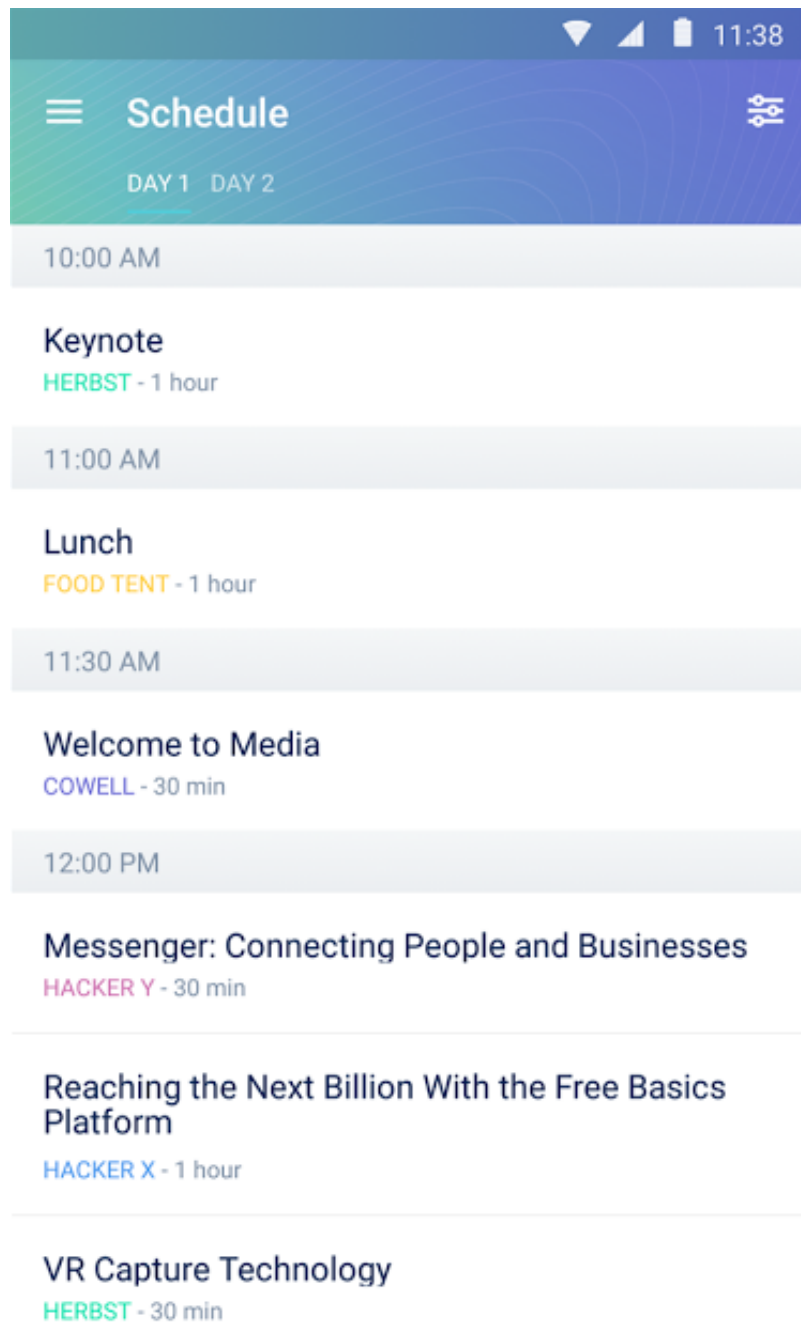 11:38
Schedule
DAY 1 DAY 2
10:00 AM
Keynote
HERBST - 1 hour
11:00 AM
Lunch
FOOD TENT - 1 hour
11:30 AM
Welcome to Media
COWELL - 30 min
12:00 PM
Messenger: Connecting People and Businesses
HACKER Y - 30 min
Reaching the Next Billion With the Free Basics
Platform
HACKER X - 1 hour
VR Capture Technology
HERBST - 30 min